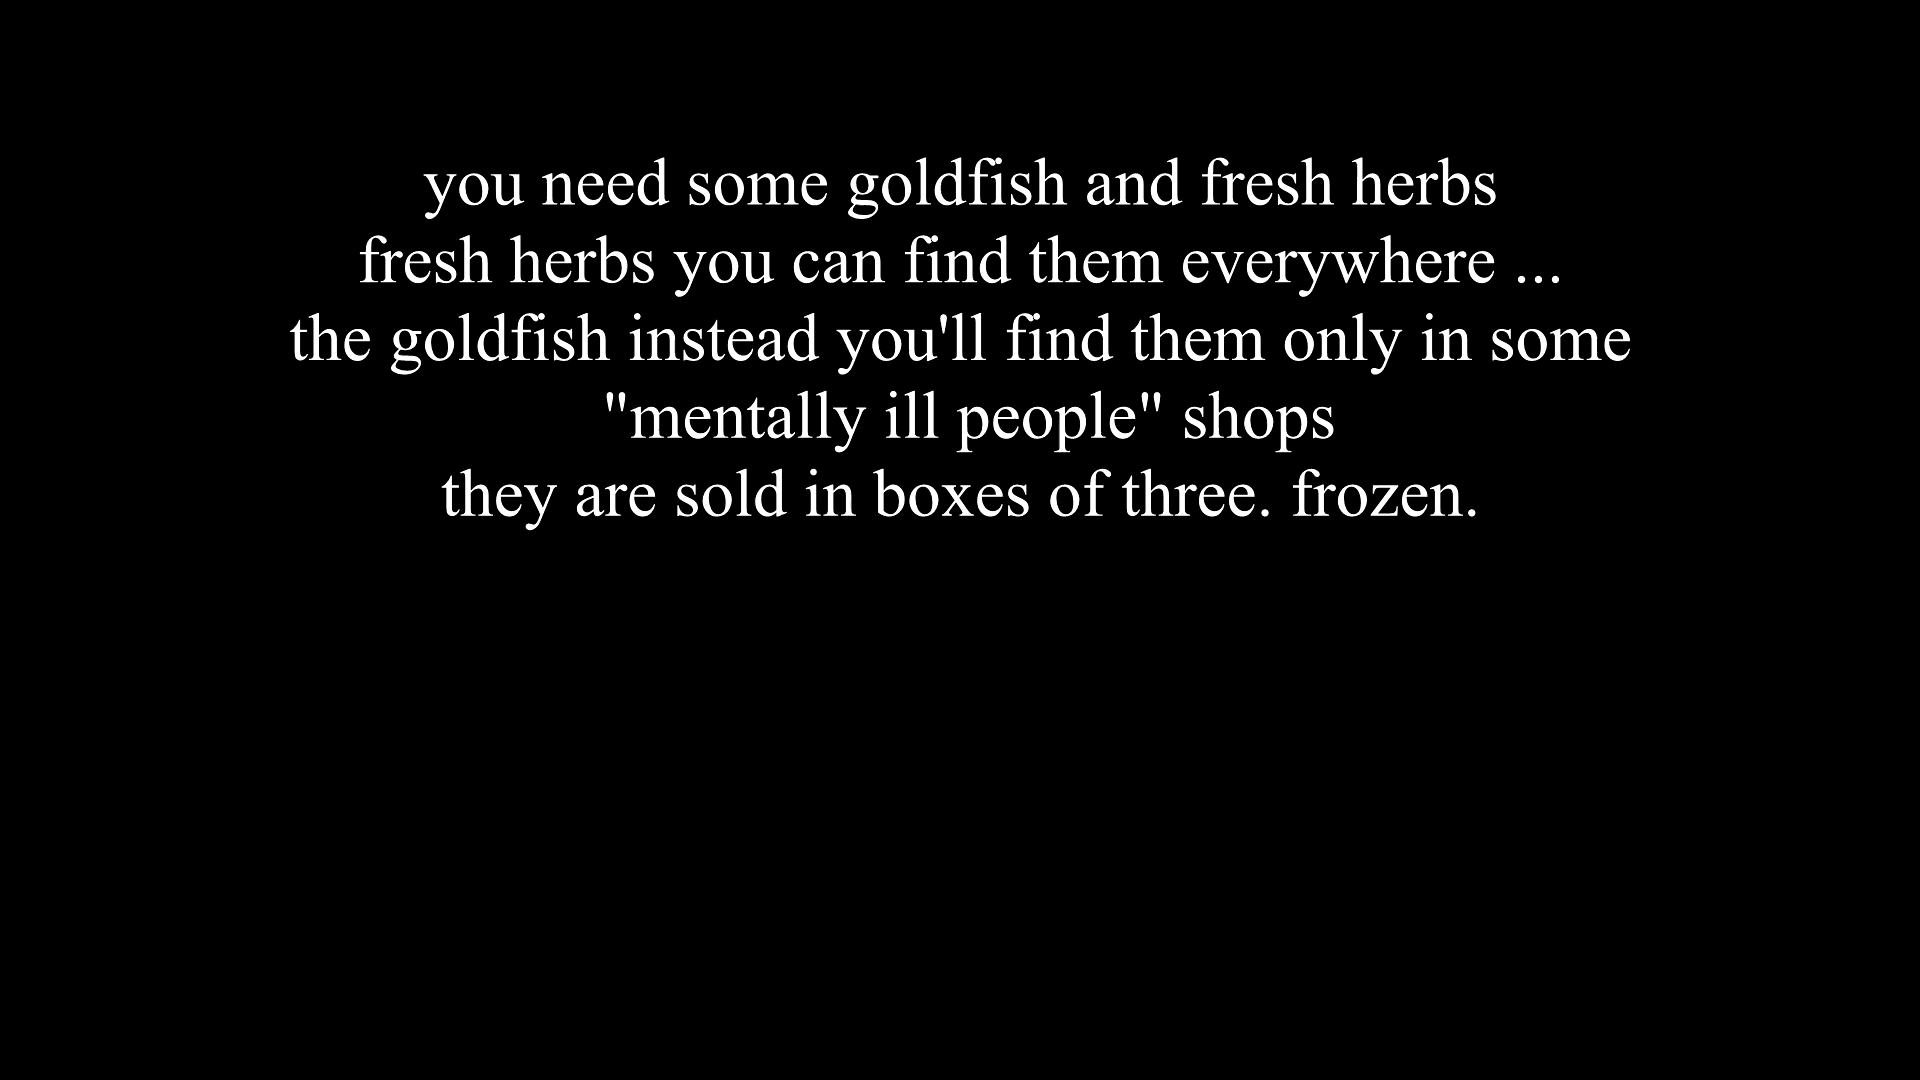 you need some goldfish and fresh herbs
fresh herbs you can find them everywhere ...
the goldfish instead you'll find them only in some
"mentally ill people" shops
they are sold in boxes of three. frozen.